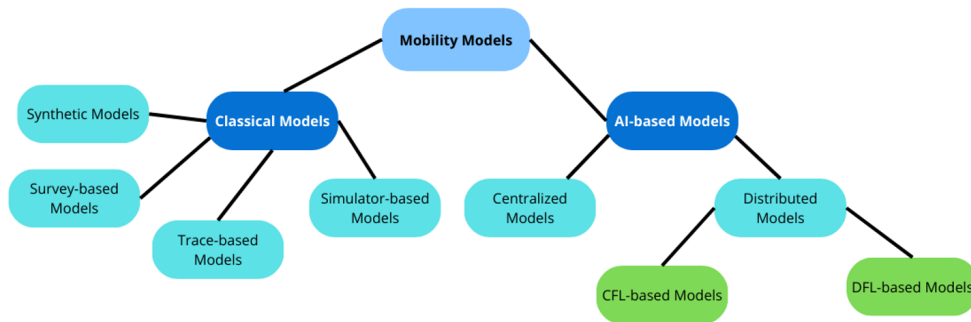 Mobility Models
Synthetic Models
Classical Models
AI-based Models
Survey-based
Models
Simulator-based
Models
Centralized
Models
Distributed
Models
Trace-based
Models
CFL-based Models
DFL-based Models